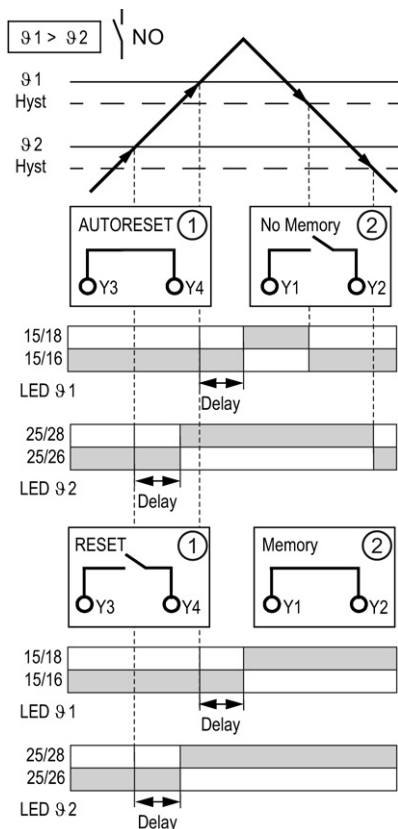 ϑ1 > ϑ2 NO
ϑ1
Hyst
ϑ2
Hyst
AUTORESET 1
Y3 Y4
No Memory 2
Y1 Y2
15/18
15/16
LED ϑ1
Delay
25/28
25/26
LED ϑ2
Delay
RESET 1
Y3 Y4
Memory 2
Y1 Y2
15/18
15/16
LED ϑ1
Delay
25/28
25/26
LED ϑ2
Delay